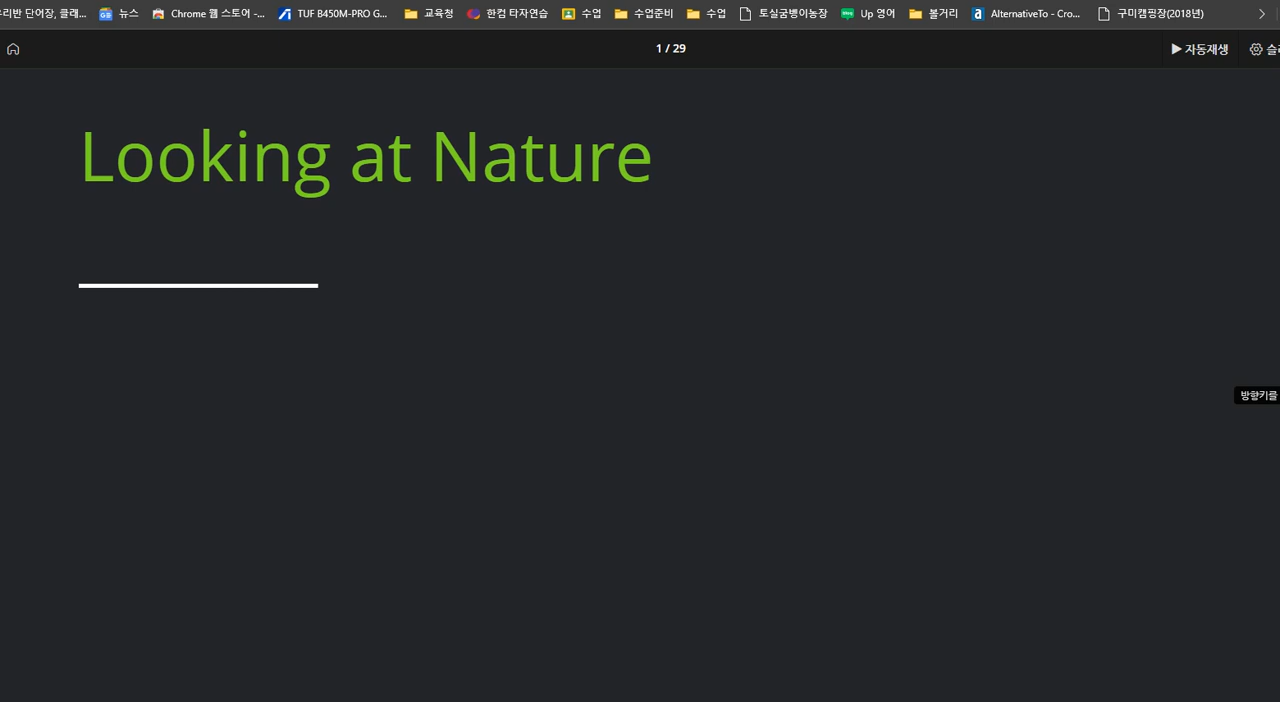 우리반 단어장, 클래... 뉴스 Chrome 웹 스토어 -... TUF B450M-PRO G... 교육청 한컴 타자연습 수업 수업준비 수업 토실굼벵이농장 Up 영어 볼거리 AlternativeTo - Cro... 구미캠핑장(2018년)
1 / 29 자동재생
Looking at Nature
방향키를